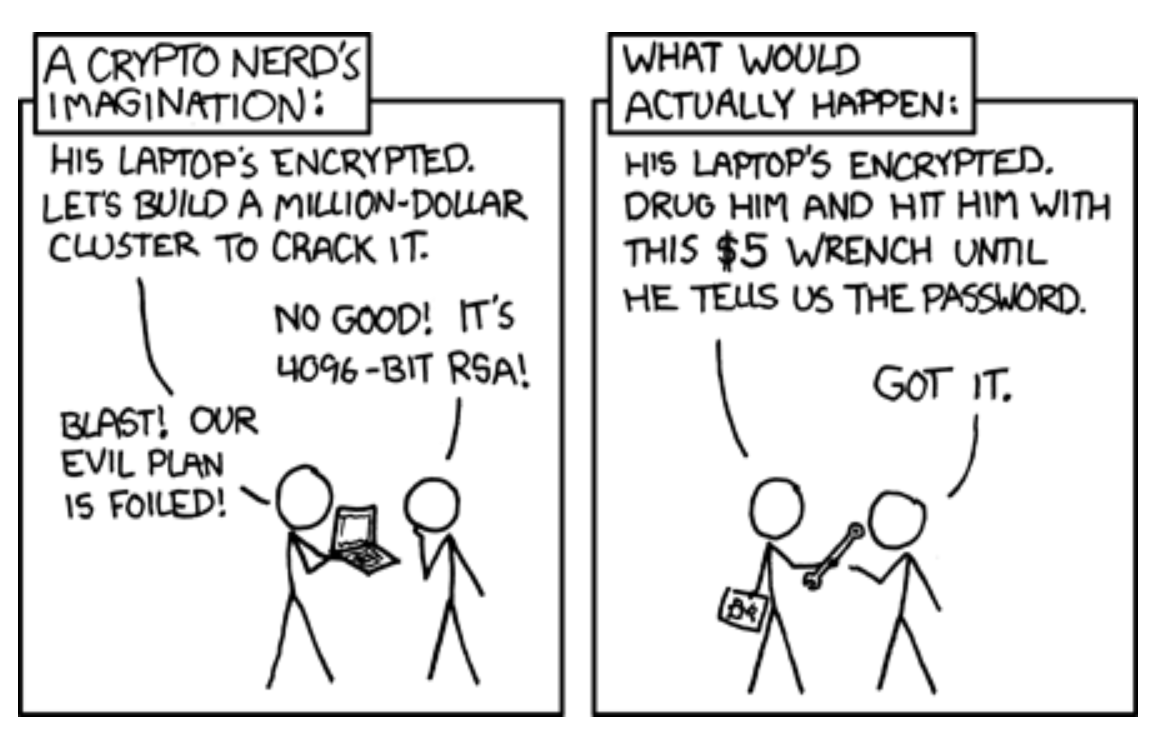 A CRYPTO NERD'S
IMAGINATION:
HIS LAPTOP'S ENCRYPTED.
LET'S BUILD A MILLION-DOLLAR
CLUSTER TO CRACK IT.
NO GOOD! IT'S
4096-BIT RSA!
BLAST! OUR
EVIL PLAN
IS FOILED!
WHAT WOULD
ACTUALLY HAPPEN:
HIS LAPTOP'S ENCRYPTED.
DRUG HIM AND HIT HIM WITH
THIS $5 WRENCH UNTIL
HE TELLS US THE PASSWORD.
GOT IT.